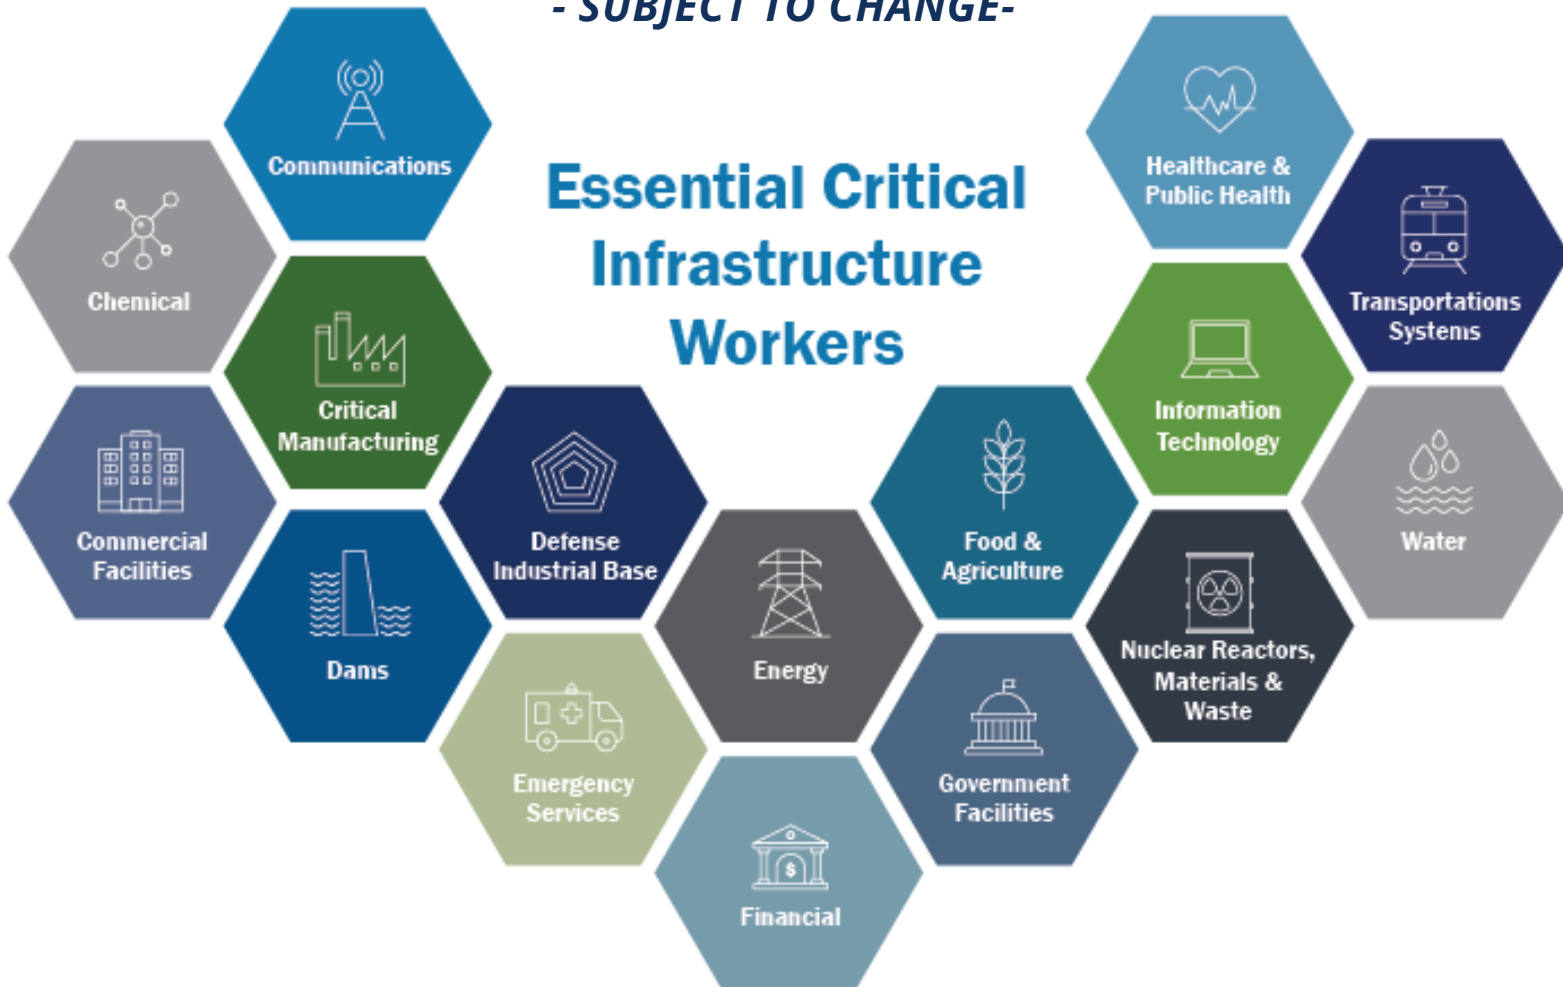 - SUBJECT TO CHANGE-
Essential Critical
Infrastructure
Workers
Communications
Chemical
Critical
Manufacturing
Commercial
Facilities
Dams
Defense
Industrial Base
Emergency
Services
Energy
Financial
Food &
Agriculture
Government
Facilities
Healthcare &
Public Health
Information
Technology
Nuclear Reactors,
Materials &
Waste
Transportations
Systems
Water
$